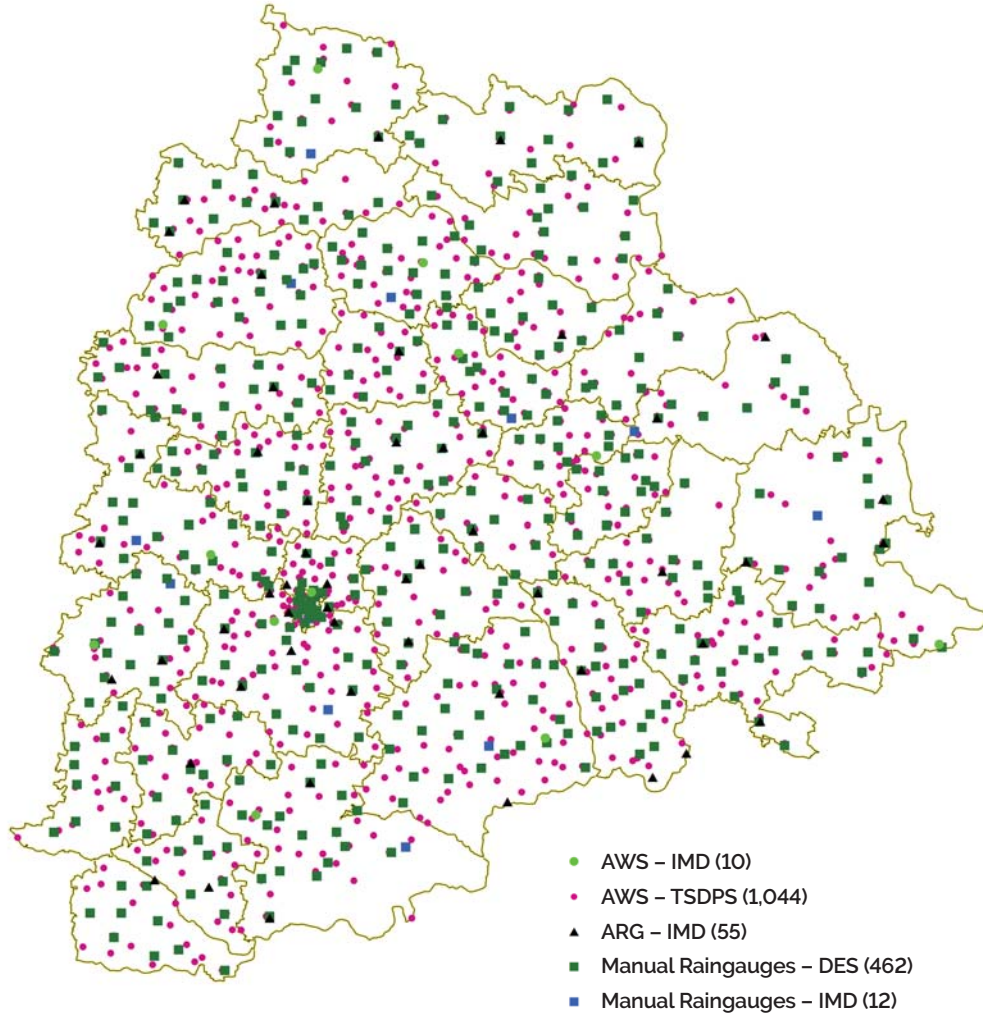 AWS – IMD (10)
AWS – TSDPS (1,044)
ARG – IMD (55)
Manual Raingauges – DES (462)
Manual Raingauges – IMD (12)